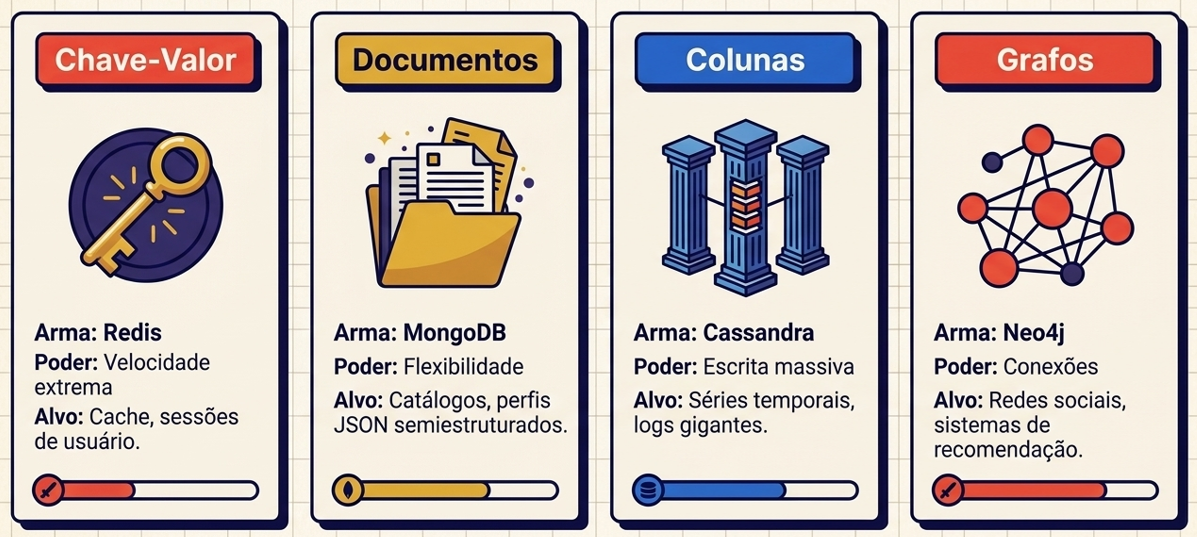 Chave-Valor
Arma: Redis
Poder: Velocidade
extrema
Alvo: Cache, sessões
de usuário.
Documentos
Arma: MongoDB
Poder: Flexibilidade
Alvo: Catálogos, perfis
JSON semiestruturados.
Colunas
Arma: Cassandra
Poder: Escrita massiva
Alvo: Séries temporais,
logs gigantes.
Grafos
Arma: Neo4j
Poder: Conexões
Alvo: Redes sociais,
sistemas de
recomendação.